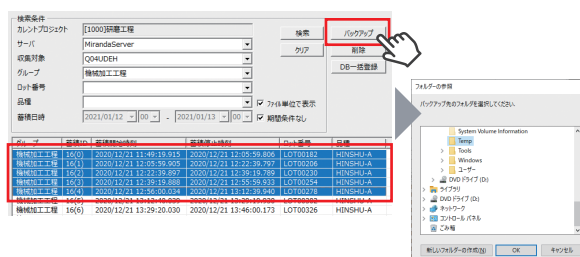 検索条件
カレントプロジェクト [1000]研磨工程 検索 バックアップ
サーバ MirandaServer クリア 削除
収集対象 Q04UDEH DB一括登録
グループ 機械加工工程
ロット番号
品種 ファイル単位で表示
蓄積日時 2021/01/12 00 - 2021/01/13 00 期間条件なし
グループ 蓄積ID 蓄積開始時刻 蓄積停止時刻 ロット番号 品種
機械加工工程 16(0) 2020/12/21 11:49:19.915 2020/12/21 12:05:59.806 LOT00182 HINSHU-A
機械加工工程 16(1) 2020/12/21 12:05:59.905 2020/12/21 12:22:39.797 LOT00206 HINSHU-A
機械加工工程 16(2) 2020/12/21 12:22:39.897 2020/12/21 12:39:19.789 LOT00230 HINSHU-A
機械加工工程 16(3) 2020/12/21 12:39:19.888 2020/12/21 12:55:59.933 LOT00254 HINSHU-A
機械加工工程 16(4) 2020/12/21 12:56:00.034 2020/12/21 13:12:39.940 LOT00278 HINSHU-A
機械加工工程 16(6) 2020/12/21 13:29:20.030 2020/12/21 13:46:00.173 LOT00326 HINSHU-A
フォルダーの参照
バックアップ先のフォルダを選択してください。
System Volume Information
Temp
Tools
Windows
ユーザー
DVD ドライブ (D:)
ライブラリ
DVD ドライブ (D:)
ネットワーク
コントロール パネル
ごみ箱
新しいフォルダーの作成(N) OK キャンセル